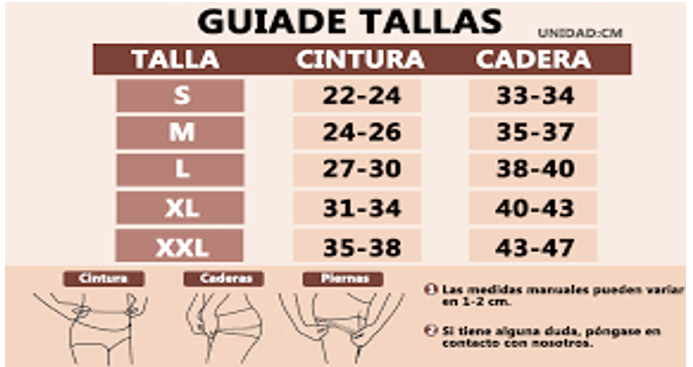 GUIADE TALLAS
UNIDAD:CM
TALLA CINTURA CADERA
S 22-24 33-34
M 24-26 35-37
L 27-30 38-40
XL 31-34 40-43
XXL 35-38 43-47
Cintura Caderas Piernas
1 Las medidas manuales pueden variar
en 1-2 cm.
2 Si tiene alguna duda, póngase en
contacto con nosotros.